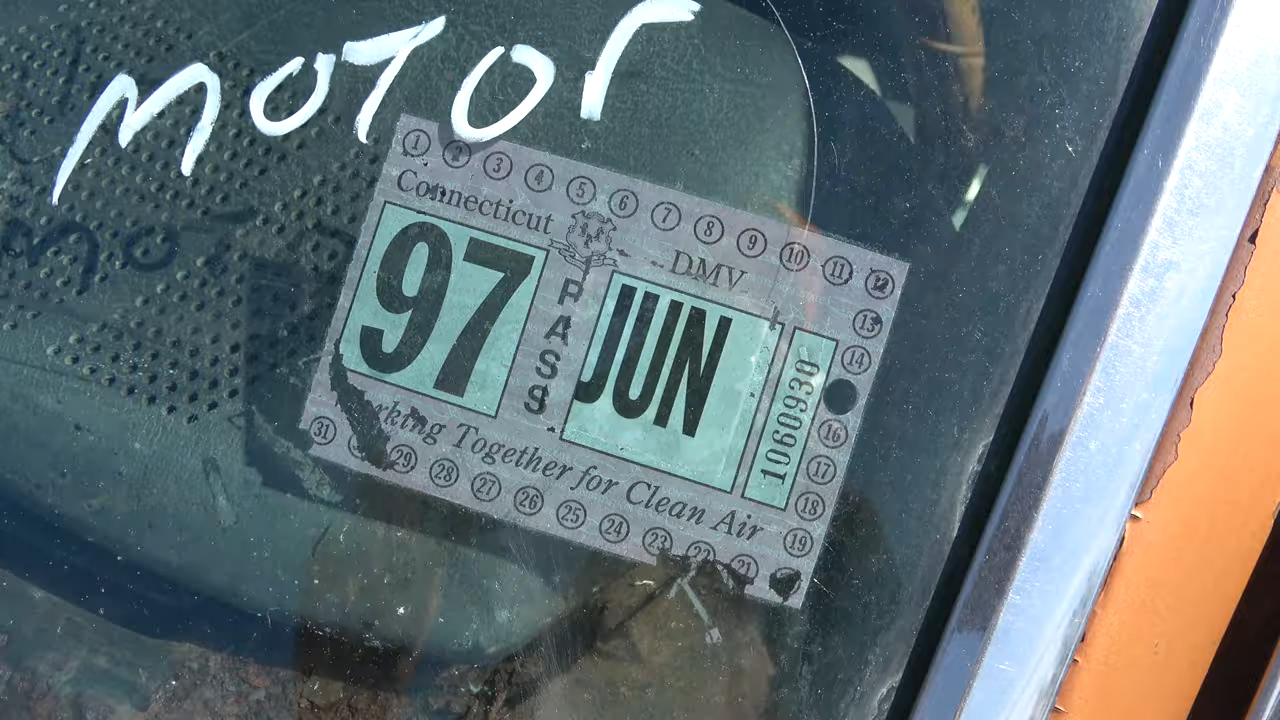 MOTOr
1 2 3 4 5 6 7 8 9 10 11 12
Connecticut DMV
97 PASS JUN 1060930
13
14
16
17
18
19
Working Together for Clean Air
31 29 28 27 26 25 24 23 22 21